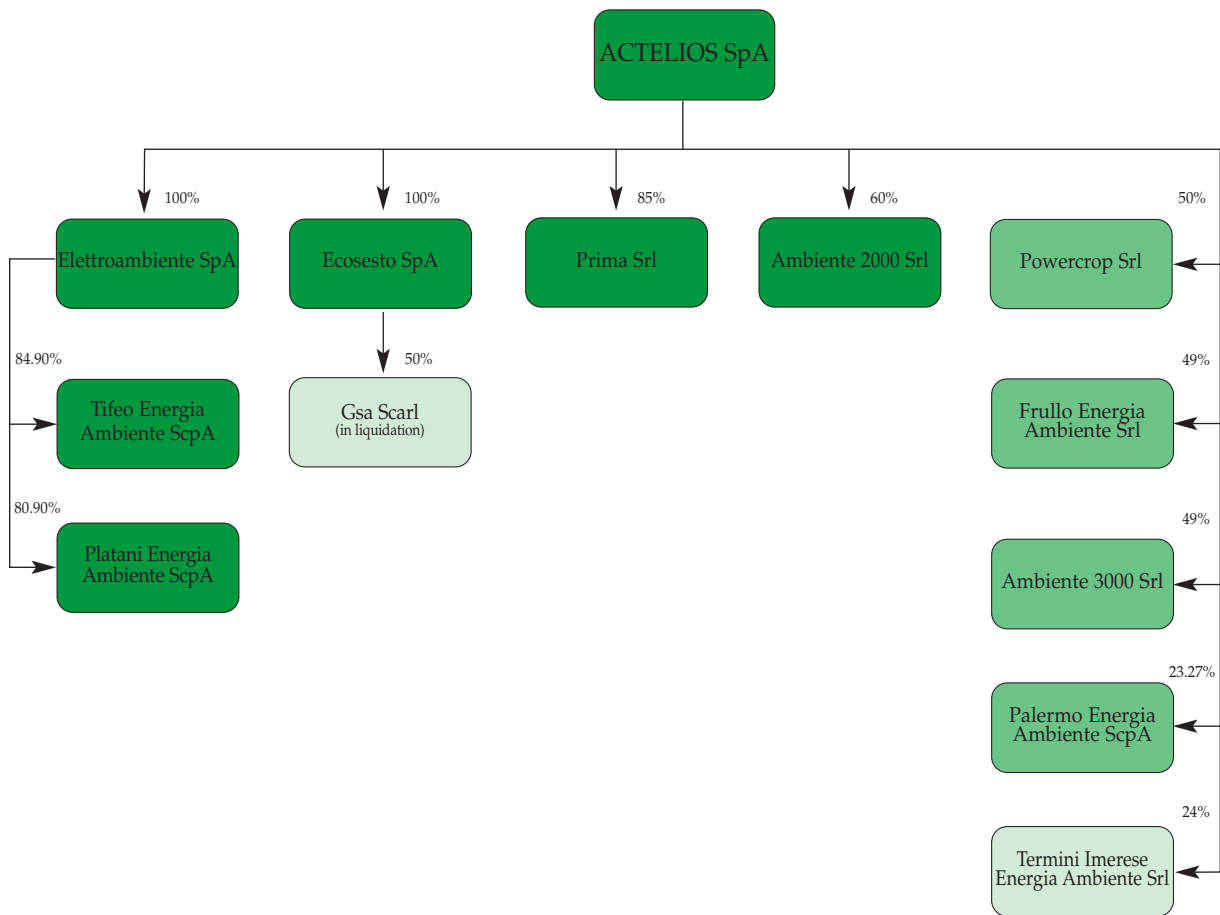 ACTELIOS SpA
100%
100%
85%
60%
50%
Elettroambiente SpA
Ecosesto SpA
Prima Srl
Ambiente 2000 Srl
Powercrop Srl
84.90%
50%
49%
Tifeo Energia
Ambiente ScpA
Gsa Scarl
(in liquidation)
Frullo Energia
Ambiente Srl
80.90%
49%
Platani Energia
Ambiente ScpA
Ambiente 3000 Srl
23.27%
Palermo Energia
Ambiente ScpA
24%
Termini Imerese
Energia Ambiente Srl